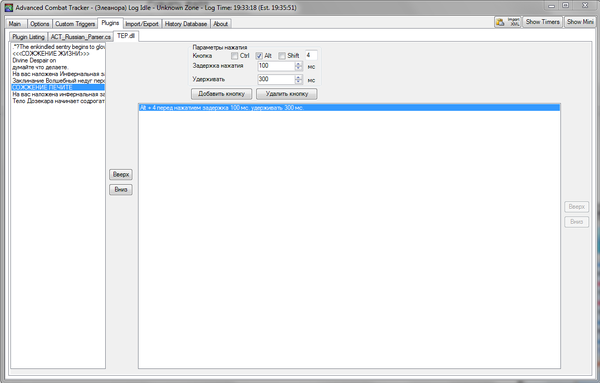 Advanced Combat Tracker - (Элеанора) Log Idle - Unknown Zone - Log Time: 19:33:18 (Est. 19:35:51)
Main Options Custom Triggers Plugins Import/Export History Database About
Import XML Show Timers Show Mini
Plugin Listing ACT_Russian_Parser.cs TEP.dll
"?The enkindled sentry begins to glow
<<<СОЖЖЕНИЕ ЖИЗНИ>>>
Divine Despair on
думайте что делаете.
На вас наложена Инфернальная за
Заклинание Волшебный недуг пере
СОЖЖЕНИЕ ЛЕЧИТЕ
На вас наложена инфернальная за
Тело Дозекара начинает содрогат
Вверх
Вниз
Параметры нажатия
Кнопка Ctrl Alt Shift 4
Задержка нажатия 100 мс
Удерживать 300 мс
Добавить кнопку Удалить кнопку
Alt + 4 перед нажатием задержка 100 мс, удерживать 300 мс.
Вверх
Вниз